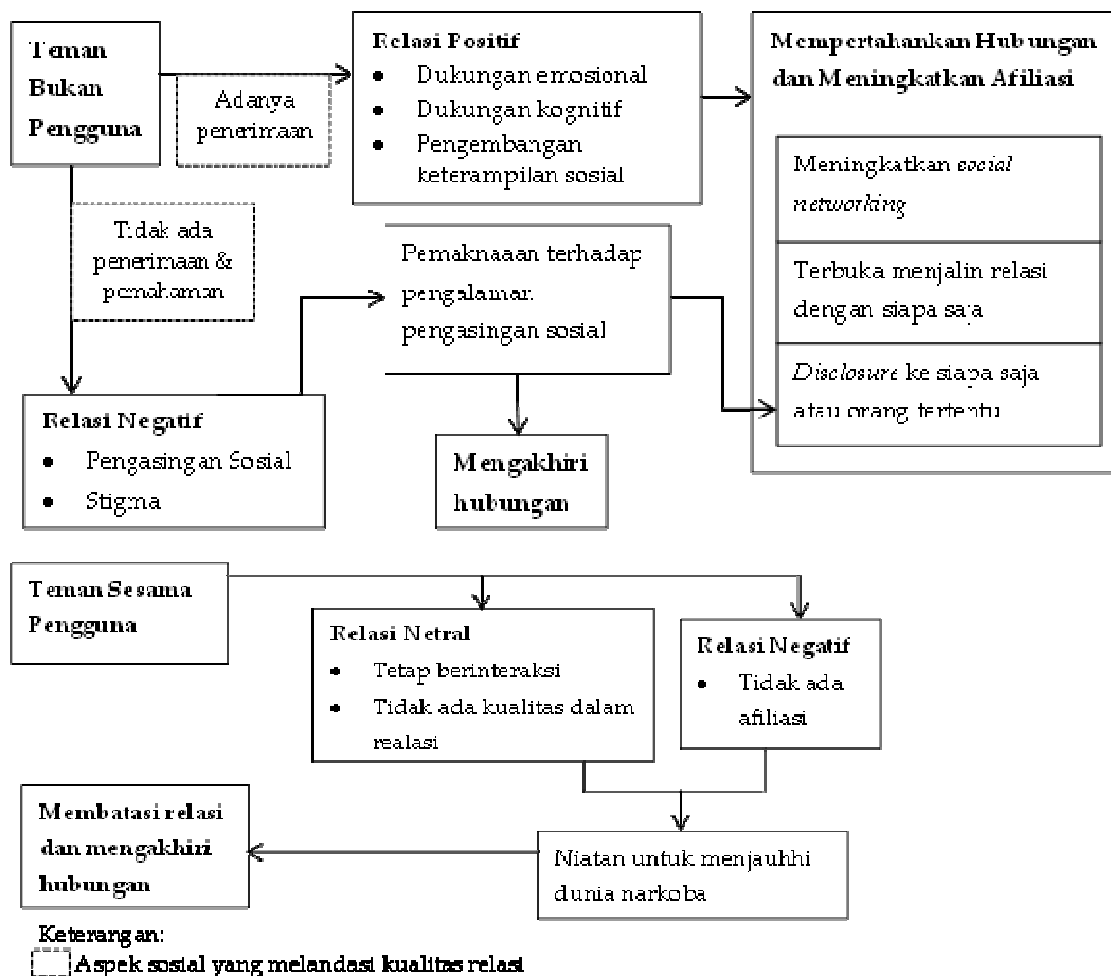 Teman
Bukan
Pengguna
Adanya
penerimaan
Relasi Positif
• Dukungan emosional
• Dukungan kognitif
• Pengembangan
keterampilan sosial
Mempertahankan Hubungan
dan Meningkatkan Afiliasi
Meningkatkan social
networking
Terbuka menjalin relasi
dengan siapa saja
Disclosure ke siapa saja
atau orang tertentu
Tidak ada
penerimaan &
pemahaman
Pemaknaaan terhadap
pengalaman
pengasingan sosial
Relasi Negatif
• Pengasingan Sosial
• Stigma
Mengakhiri
hubungan
Teman Sesama
Pengguna
Relasi Netral
• Tetap berinteraksi
• Tidak ada kualitas dalam
realasi
Relasi Negatif
• Tidak ada
afiliasi
Membatasi relasi
dan mengakhiri
hubungan
Niatan untuk menjauhhi
dunia narkoba
Keterangan:
Aspek sosial yang melandasi kualitas relasi